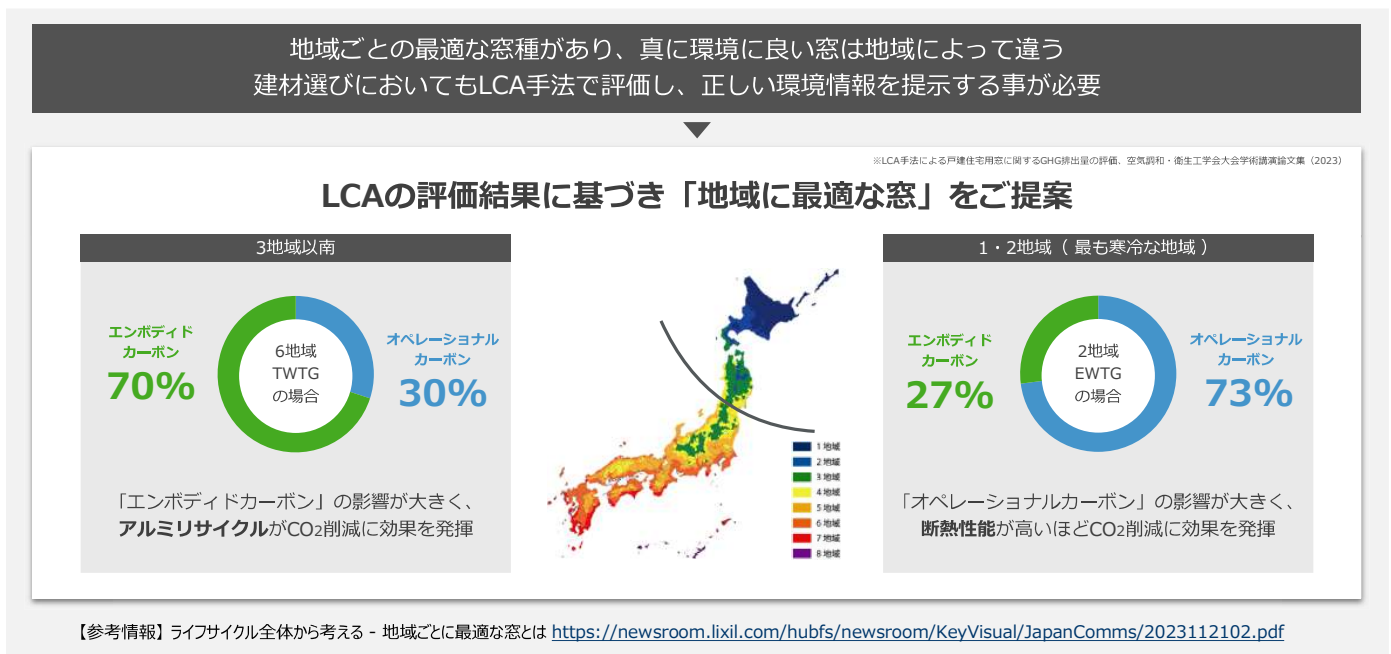 地域ごとの最適な窓種があり、真に環境に良い窓は地域によって違う
建材選びにおいてもLCA手法で評価し、正しい環境情報を提示する事が必要
※LCA手法による戸建住宅用窓に関するGHG排出量の評価、空気調和・衛生工学会大会学術講演論文集（2023）
LCAの評価結果に基づき「地域に最適な窓」をご提案
3地域以南
エンボディド
カーボン
70%
6地域
TWTG
の場合
オペレーショナル
カーボン
30%
「エンボディドカーボン」の影響が大きく、
アルミリサイクルがCO2削減に効果を発揮
1地域
2地域
3地域
4地域
5地域
6地域
7地域
8地域
1・2地域（ 最も寒冷な地域 ）
エンボディド
カーボン
27%
2地域
EWTG
の場合
オペレーショナル
カーボン
73%
「オペレーショナルカーボン」の影響が大きく、
断熱性能が高いほどCO2削減に効果を発揮
【参考情報】ライフサイクル全体から考える - 地域ごとに最適な窓とは https://newsroom.lixil.com/hubfs/newsroom/KeyVisual/JapanComms/2023112102.pdf